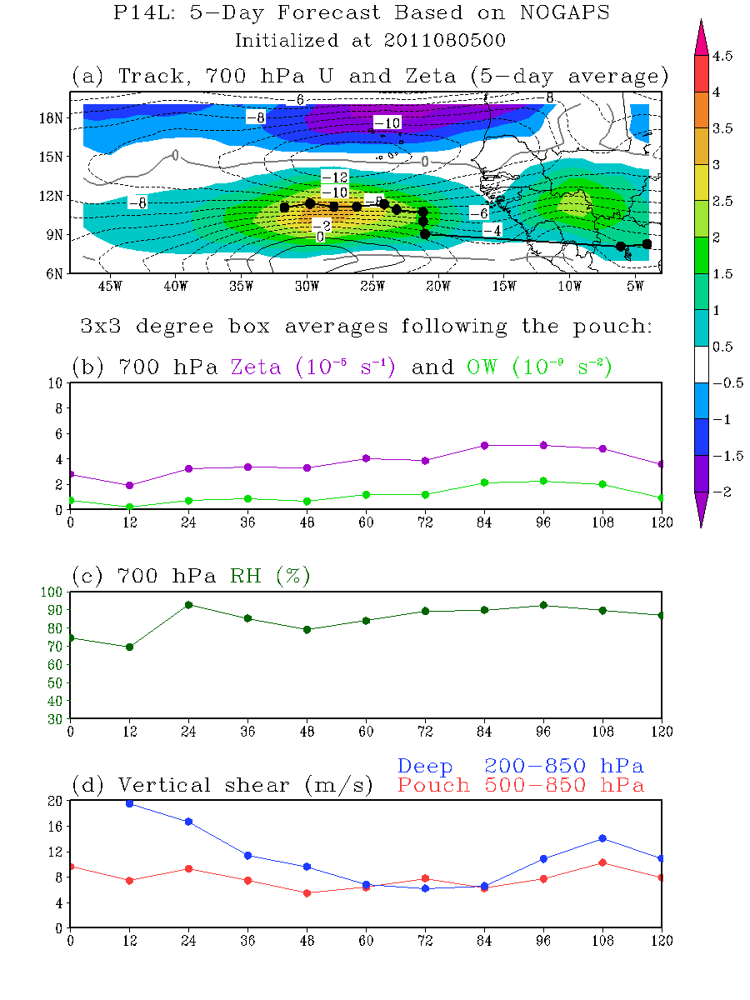 P14L: 5−Day Forecast Based on NOGAPS
Initialized at 2011080500
(a) Track, 700 hPa U and Zeta (5−day average)
18N
15N
12N
9N
6N
−6
−8
−8
−10
0
0
−12
−10
−8
−8
−6
−4
−2
0
45W 40W 35W 30W 25W 20W 15W 10W 5W
4.5
4
3.5
3
2.5
2
1.5
1
0.5
−0.5
−1
−1.5
−2
3x3 degree box averages following the pouch:
(b) 700 hPa Zeta (10⁻⁵ s⁻¹) and OW (10⁻⁹ s⁻²)
10
8
6
4
2
0
0 12 24 36 48 60 72 84 96 108 120
(c) 700 hPa RH (%)
100
90
80
70
60
50
40
30
0 12 24 36 48 60 72 84 96 108 120
Deep 200−850 hPa
(d) Vertical shear (m/s) Pouch 500−850 hPa
20
16
12
8
4
0
0 12 24 36 48 60 72 84 96 108 120